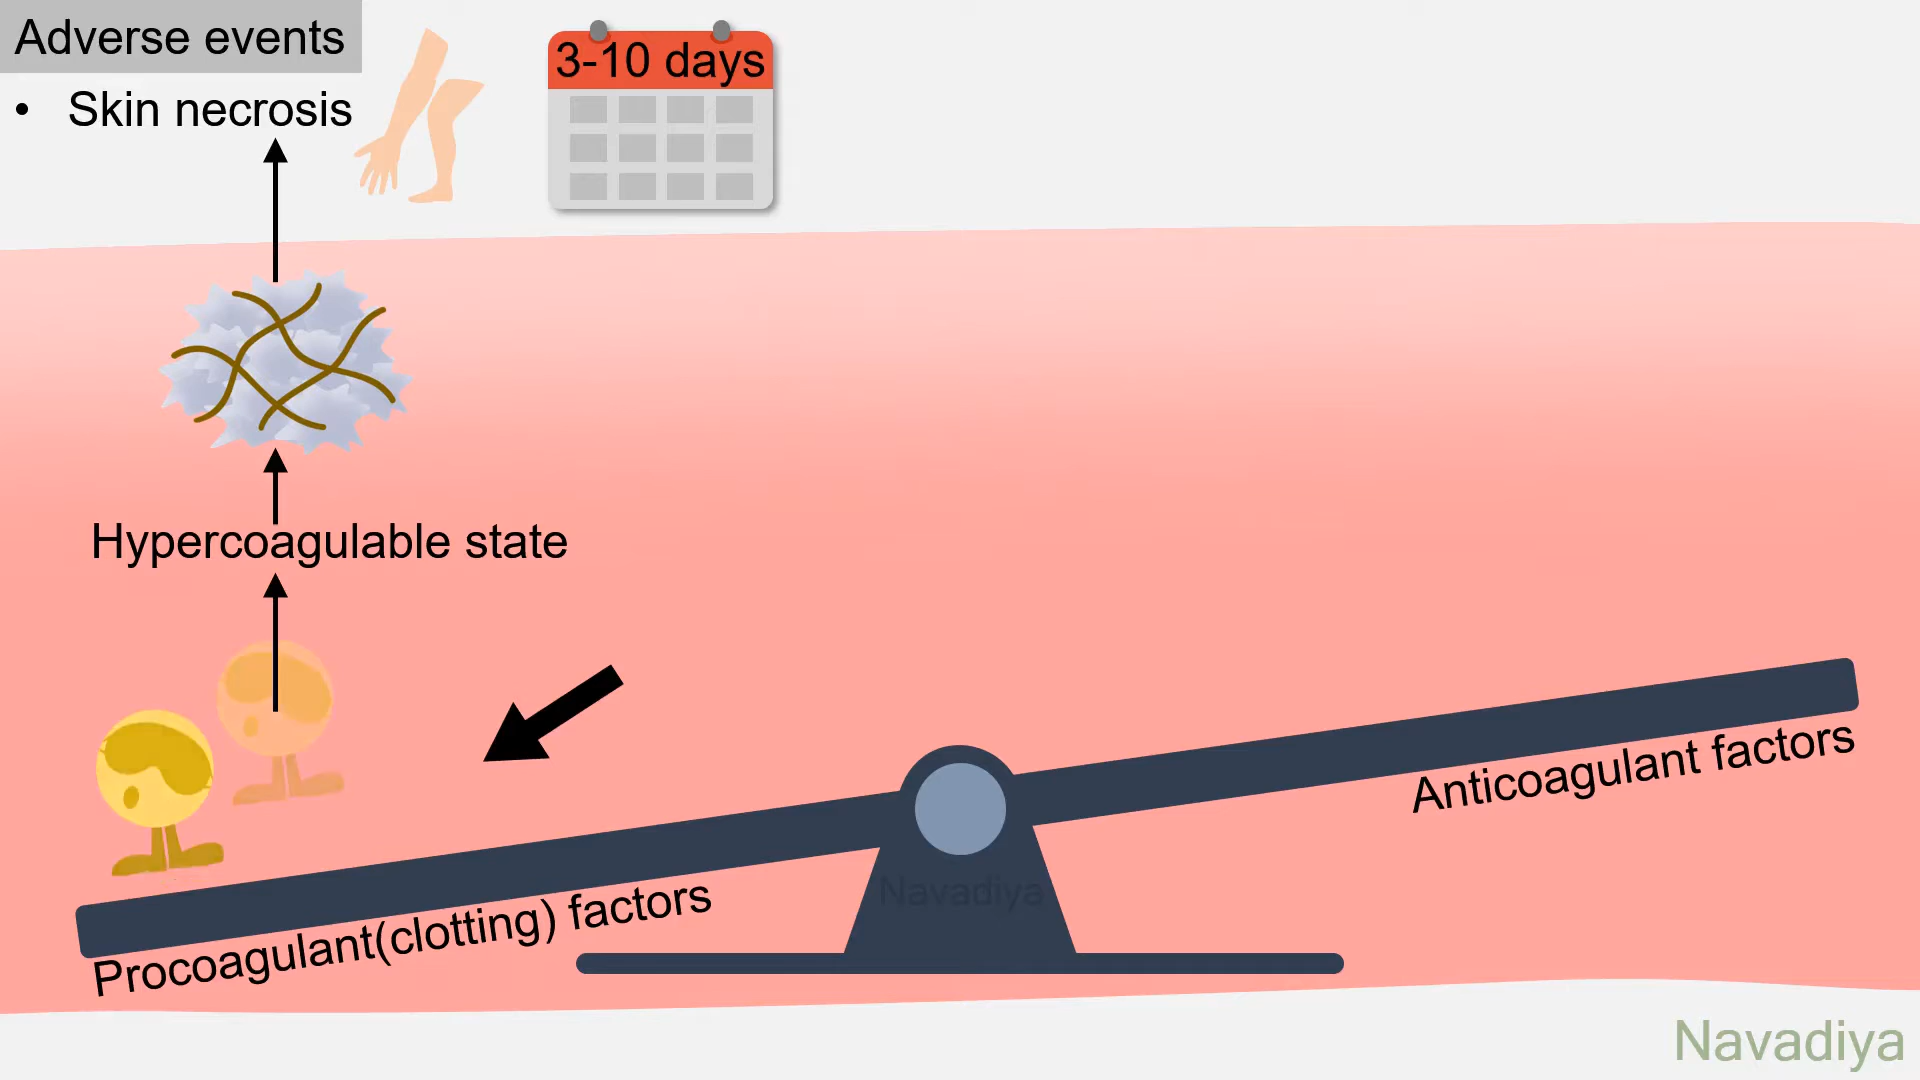 Adverse events
• Skin necrosis
3-10 days
Hypercoagulable state
Anticoagulant factors
Procoagulant(clotting) factors
Navadiya
Navadiya